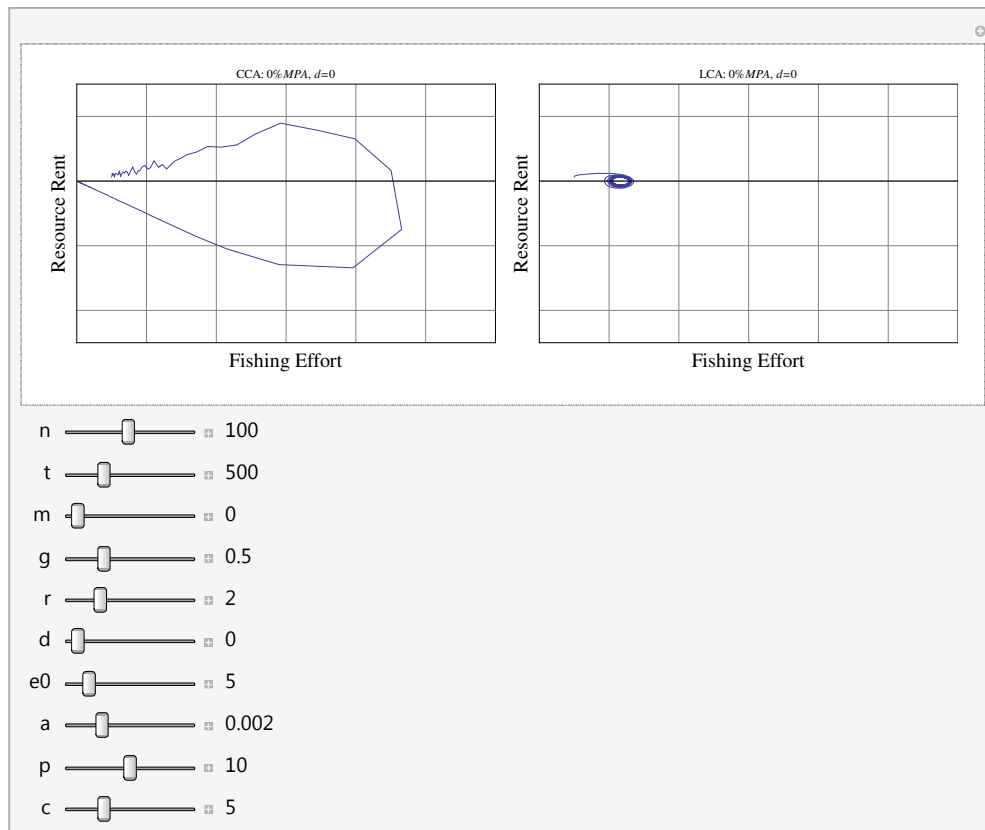 CCA: 0%MPA, d=0
Resource Rent
Fishing Effort
LCA: 0%MPA, d=0
Resource Rent
Fishing Effort
n 100
t 500
m 0
g 0.5
r 2
d 0
e0 5
a 0.002
p 10
c 5